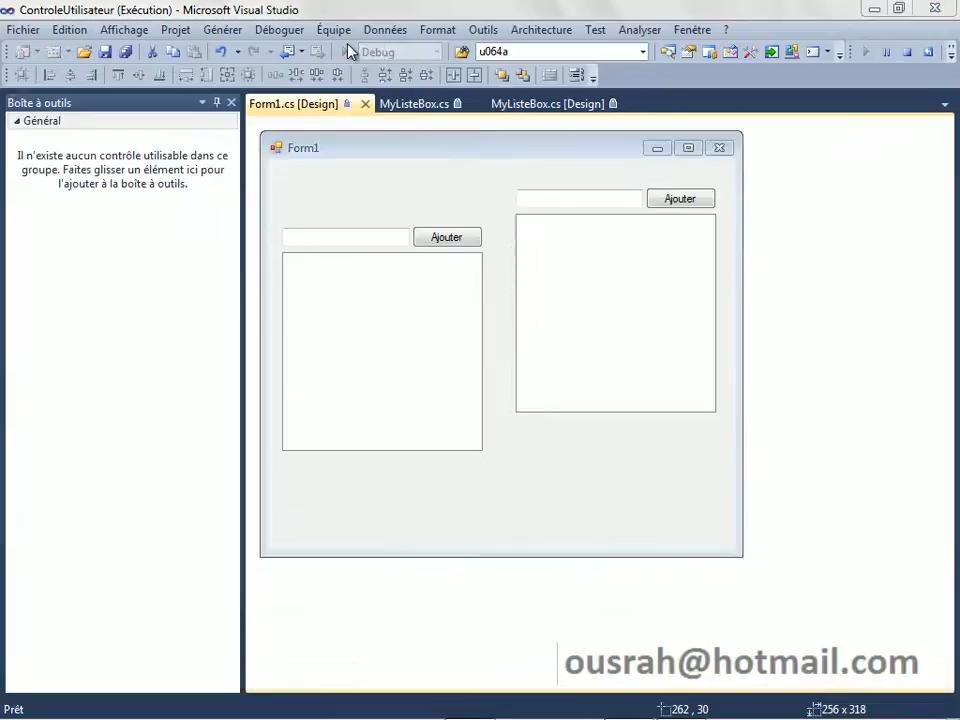 ControleUtilisateur (Exécution) - Microsoft Visual Studio
Fichier Edition Affichage Projet Générer Déboguer Équipe Données Format Outils Architecture Test Analyser Fenêtre ?
Debug u064a
Boîte à outils
Form1.cs [Design] MyListeBox.cs MyListeBox.cs [Design]
Général
Il n'existe aucun contrôle utilisable dans ce
groupe. Faites glisser un élément ici pour
l'ajouter à la boîte à outils.
Form1
Ajouter
Ajouter
ousrah@hotmail.com
Prêt 262 , 30 256 x 318